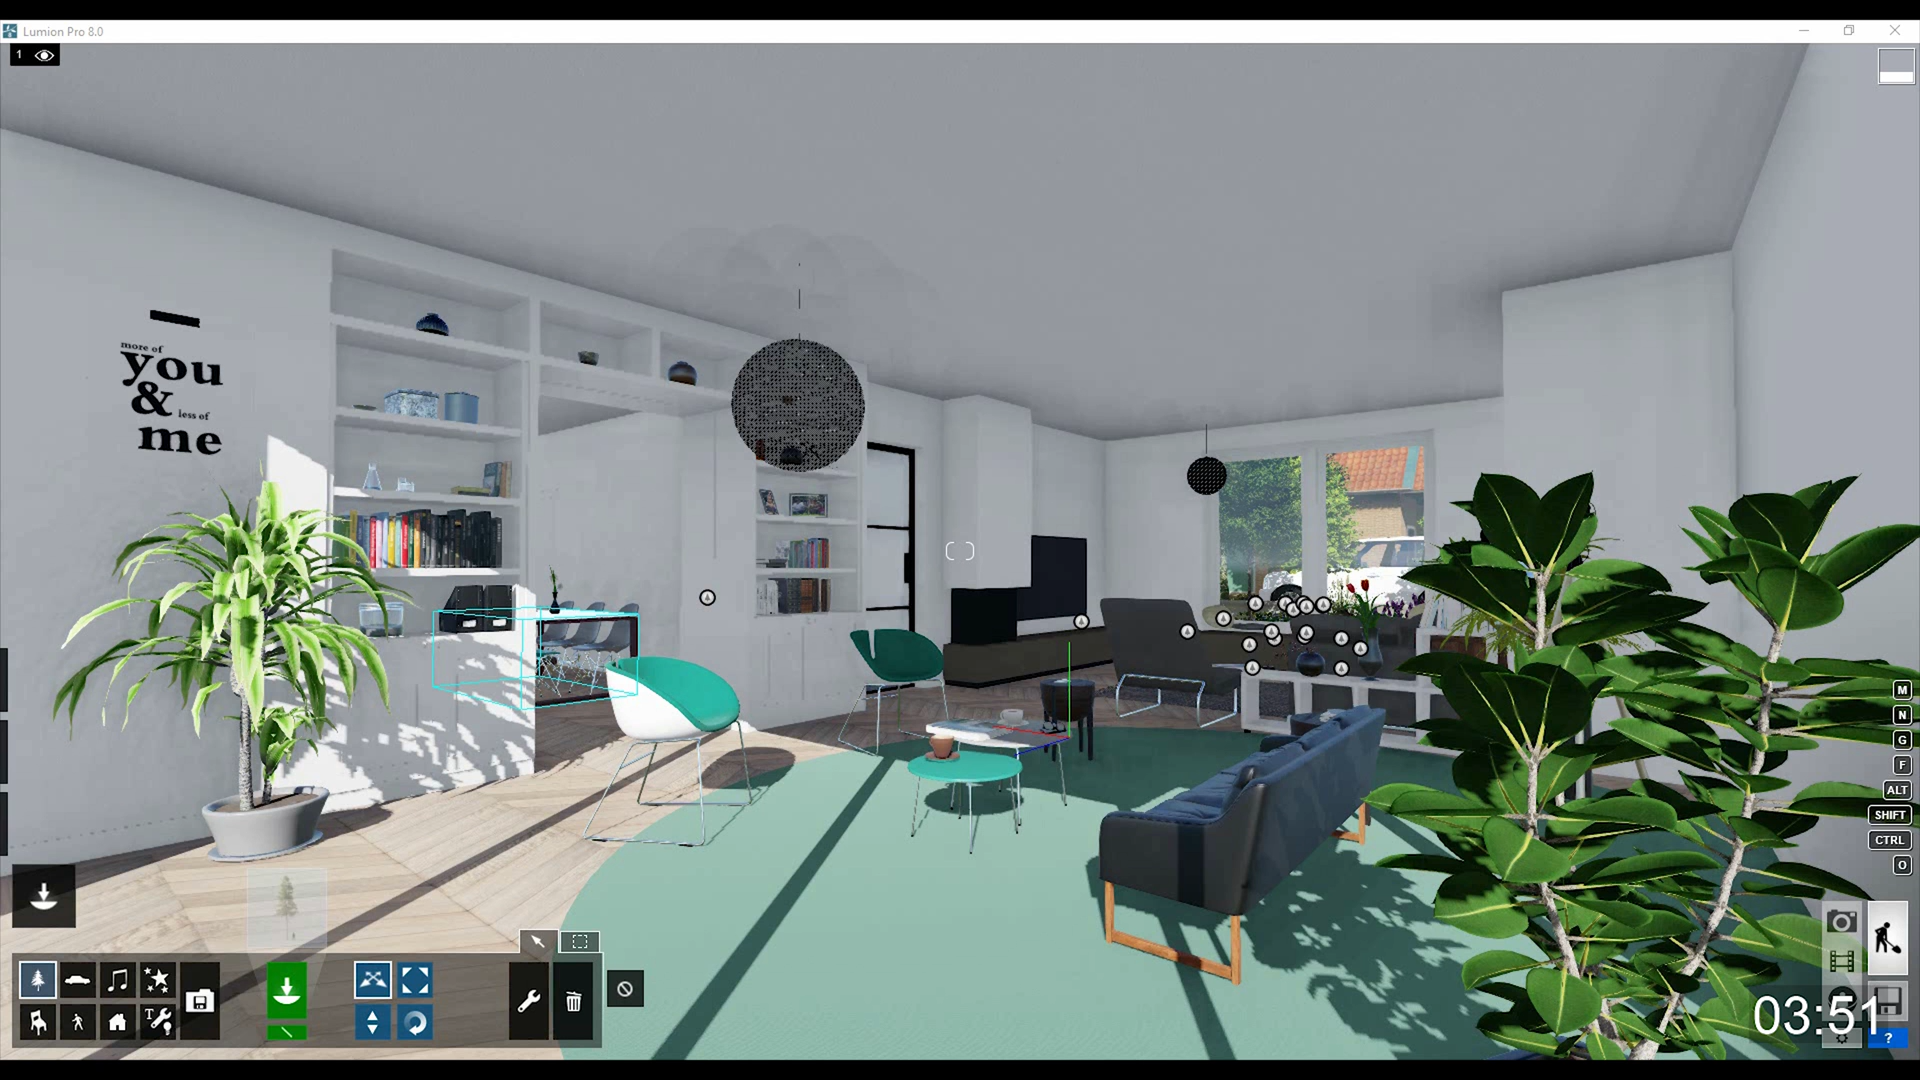 Lumion Pro 8.0
1
more of
you
&
less of
me
M
N
G
F
ALT
SHIFT
CTRL
O
T
03:51
?